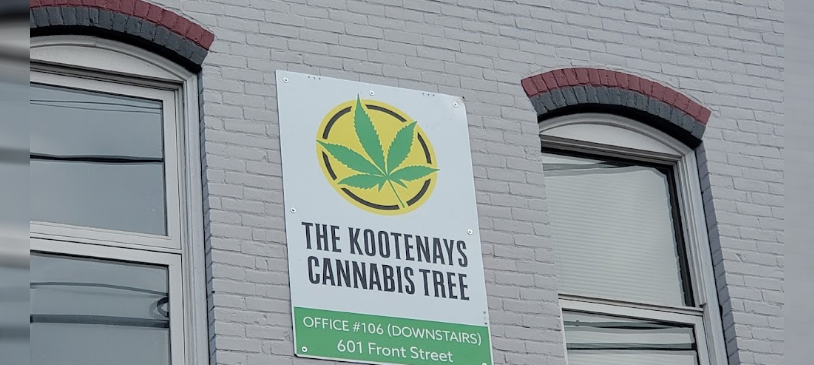 THE KOOTENAYS
CANNABIS TREE
OFFICE #106 (DOWNSTAIRS)
601 Front Street